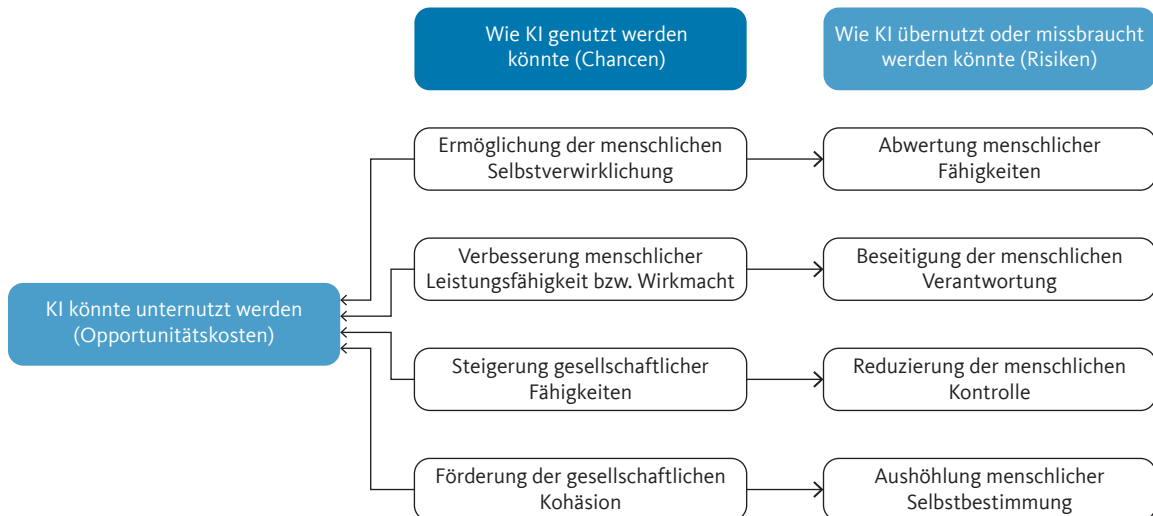 Wie KI genutzt werden
könnte (Chancen)
Wie KI übernutzt oder missbraucht
werden könnte (Risiken)
Ermöglichung der menschlichen
Selbstverwirklichung
Abwertung menschlicher
Fähigkeiten
Verbesserung menschlicher
Leistungsfähigkeit bzw. Wirkmacht
Beseitigung der menschlichen
Verantwortung
KI könnte unternutzt werden
(Opportunitätskosten)
Steigerung gesellschaftlicher
Fähigkeiten
Reduzierung der menschlichen
Kontrolle
Förderung der gesellschaftlichen
Kohäsion
Aushöhlung menschlicher
Selbstbestimmung